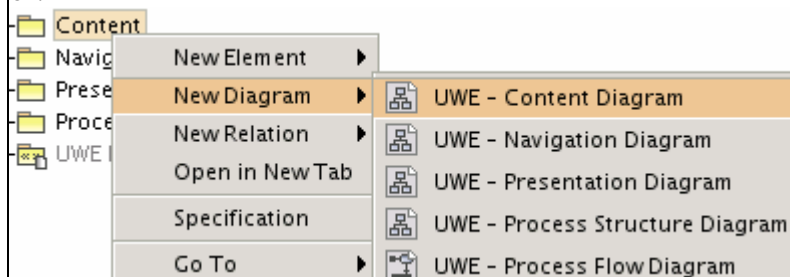 Content
Navig
Prese
Proce
UWE
New Element
New Diagram
New Relation
Open in New Tab
Specification
Go To
UWE - Content Diagram
UWE - Navigation Diagram
UWE - Presentation Diagram
UWE - Process Structure Diagram
UWE - Process Flow Diagram